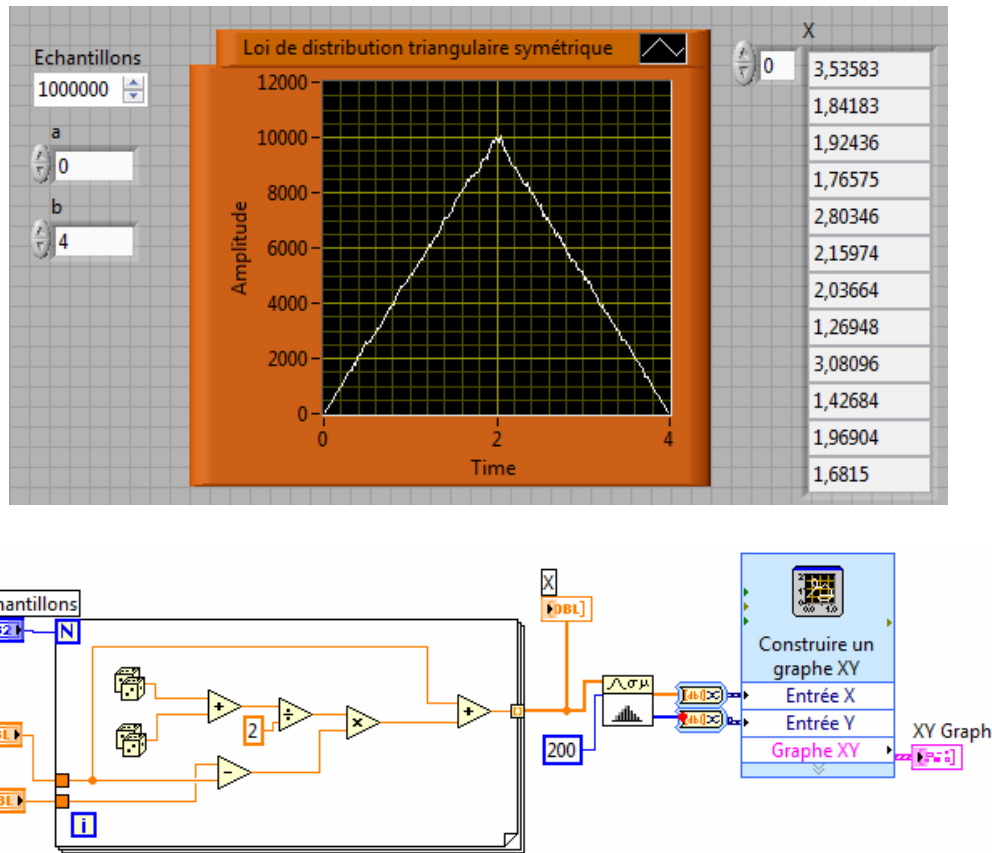 Echantillons
1000000
a
0
b
4
Loi de distribution triangulaire symétrique
12000
10000
8000
6000
4000
2000
0
Amplitude
0 2 4
Time
X
0
3,53583
1,84183
1,92436
1,76575
2,80346
2,15974
2,03664
1,26948
3,08096
1,42684
1,96904
1,6815
hantillons
32
N
X
DBL]
2
i
200
Construire un
graphe XY
Entrée X
Entrée Y
Graphe XY
XY Graph